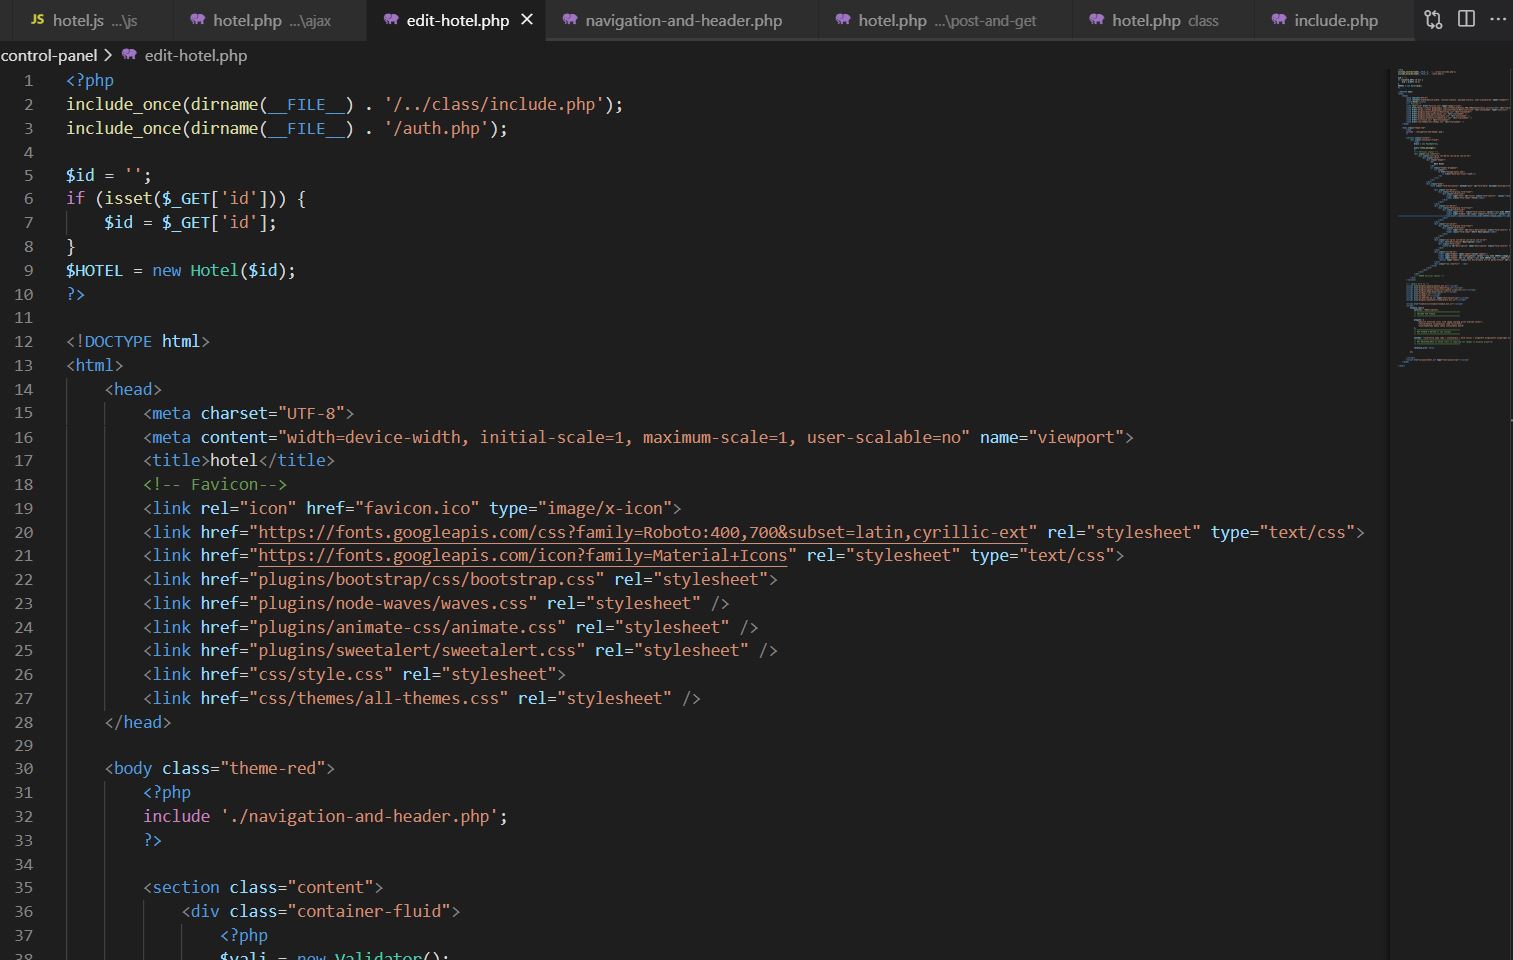 JS hotel.js ...\js hotel.php ...\ajax edit-hotel.php × navigation-and-header.php hotel.php ...\post-and-get hotel.php class include.php
control-panel > edit-hotel.php
1 <?php
2 include_once(dirname(__FILE__) . '/../class/include.php');
3 include_once(dirname(__FILE__) . '/auth.php');
4
5 $id = '';
6 if (isset($_GET['id'])) {
7 $id = $_GET['id'];
8 }
9 $HOTEL = new Hotel($id);
10 ?>
11
12 <!DOCTYPE html>
13 <html>
14 <head>
15 <meta charset="UTF-8">
16 <meta content="width=device-width, initial-scale=1, maximum-scale=1, user-scalable=no" name="viewport">
17 <title>hotel</title>
18 <!-- Favicon-->
19 <link rel="icon" href="favicon.ico" type="image/x-icon">
20 <link href="https://fonts.googleapis.com/css?family=Roboto:400,700&subset=latin,cyrillic-ext" rel="stylesheet" type="text/css">
21 <link href="https://fonts.googleapis.com/icon?family=Material+Icons" rel="stylesheet" type="text/css">
22 <link href="plugins/bootstrap/css/bootstrap.css" rel="stylesheet">
23 <link href="plugins/node-waves/waves.css" rel="stylesheet" />
24 <link href="plugins/animate-css/animate.css" rel="stylesheet" />
25 <link href="plugins/sweetalert/sweetalert.css" rel="stylesheet" />
26 <link href="css/style.css" rel="stylesheet">
27 <link href="css/themes/all-themes.css" rel="stylesheet" />
28 </head>
29
30 <body class="theme-red">
31 <?php
32 include './navigation-and-header.php';
33 ?>
34
35 <section class="content">
36 <div class="container-fluid">
37 <?php
38 $vali = new Validator();